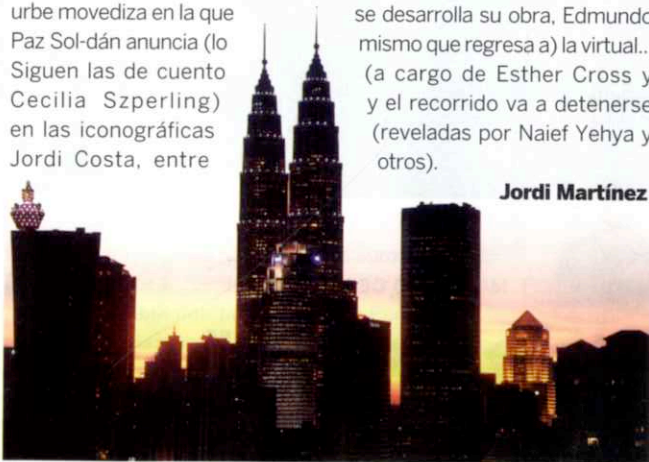 urbe movediza en la que se desarrolla su obra, Edmundo
Paz Sol-dán anuncia (lo mismo que regresa a) la virtual...
Siguen las de cuento (a cargo de Esther Cross y
Cecilia Szperling) y el recorrido va a detenerse
en las iconográficas (reveladas por Naief Yehya y
Jordi Costa, entre otros).
Jordi Martínez